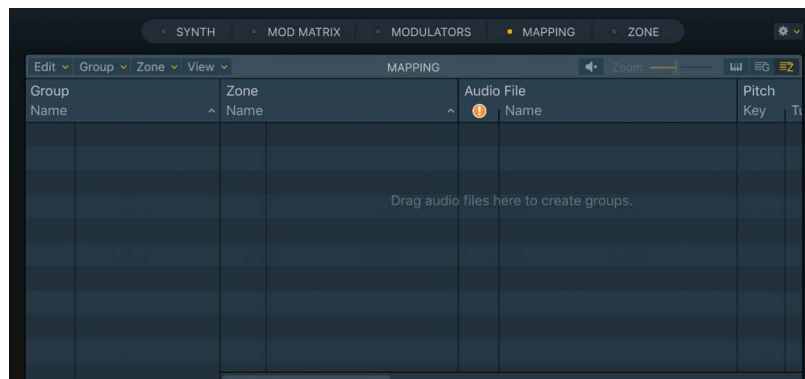 SYNTH MOD MATRIX MODULATORS MAPPING ZONE
Edit Group Zone View MAPPING Zoom:
Group Zone Audio File Pitch
Name Name Name Key
Drag audio files here to create groups.